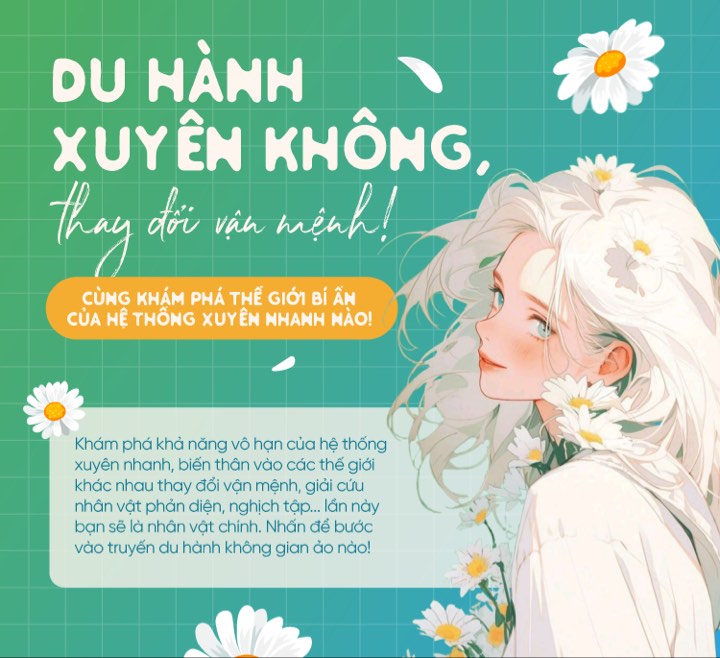 DU HÀNH
XUYÊN KHÔNG,
thay đổi vận mệnh!
CÙNG KHÁM PHÁ THẾ GIỚI BÍ ẨN
CỦA HỆ THỐNG XUYÊN NHANH NÀO!
Khám phá khả năng vô hạn của hệ thống
xuyên nhanh, biến thân vào các thế giới
khác nhau thay đổi vận mệnh, giải cứu
nhân vật phản diện, nghịch tập... lần này
bạn sẽ là nhân vật chính. Nhấn để bước
vào truyến du hành không gian ảo nào!